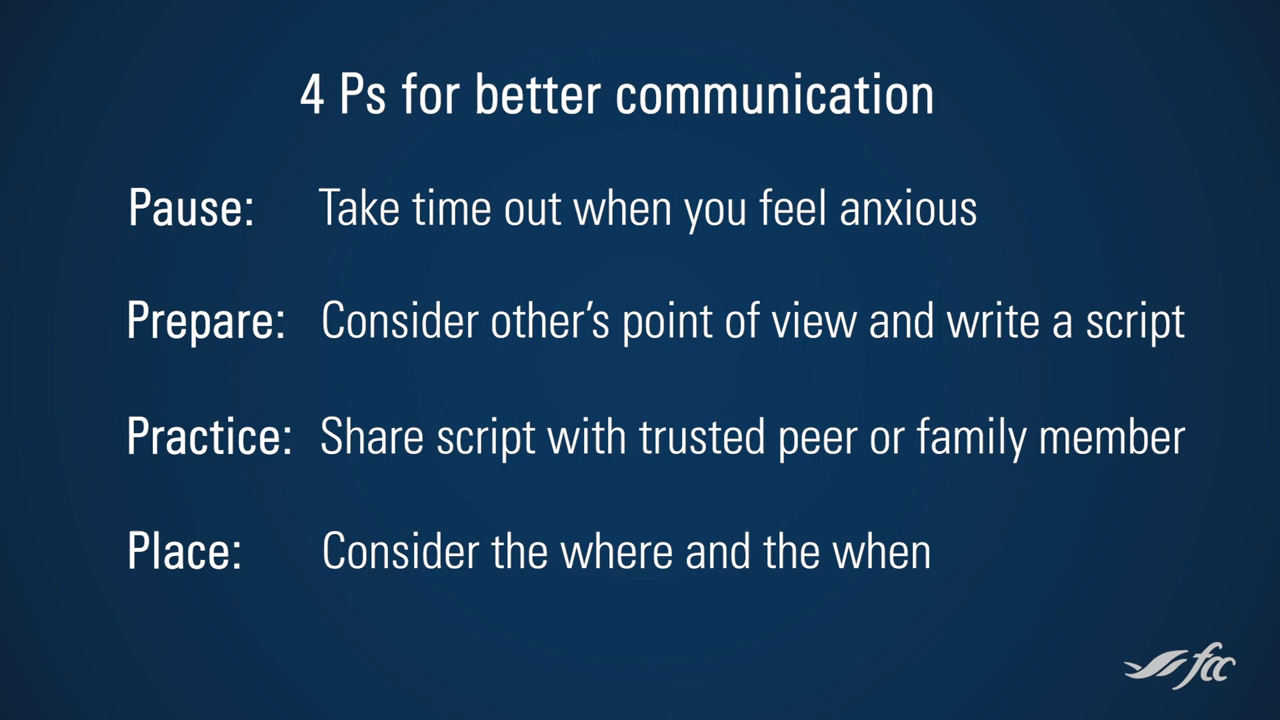 4 Ps for better communication
Pause: Take time out when you feel anxious
Prepare: Consider other’s point of view and write a script
Practice: Share script with trusted peer or family member
Place: Consider the where and the when
fcc